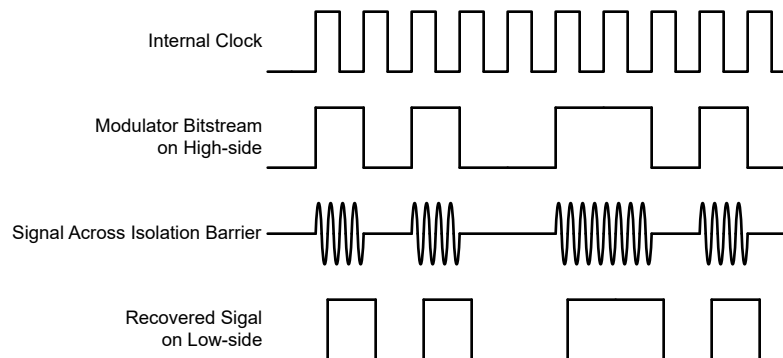 Internal Clock
Modulator Bitstream
on High-side
Signal Across Isolation Barrier
Recovered Sigal
on Low-side